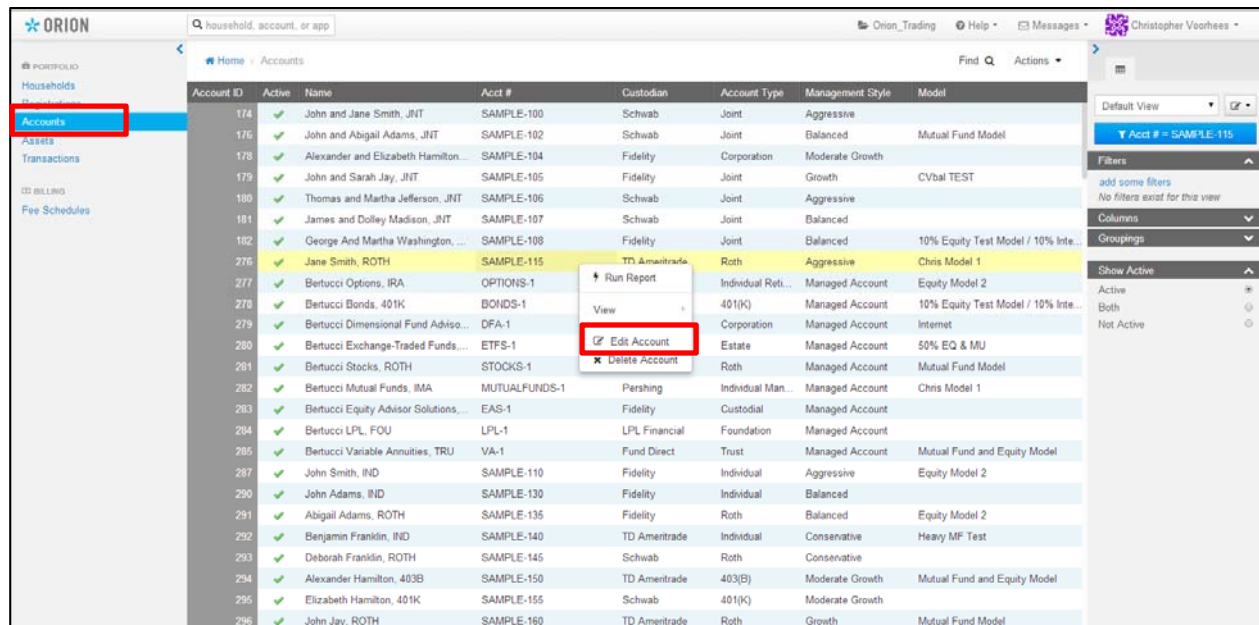 ORION
household, account, or app
Orion_Trading Help Messages Christopher Voorhees
PORTFOLIO
Households
Registrations
Accounts
Assets
Transactions
BILLING
Fee Schedules
Home Accounts
Find Actions
Account ID Active Name Acct # Custodian Account Type Management Style Model
174 John and Jane Smith, JNT SAMPLE-100 Schwab Joint Aggressive
176 John and Abigail Adams, JNT SAMPLE-102 Schwab Joint Balanced Mutual Fund Model
178 Alexander and Elizabeth Hamilton... SAMPLE-104 Fidelity Corporation Moderate Growth
179 John and Sarah Jay, JNT SAMPLE-105 Fidelity Joint Growth CVbal TEST
180 Thomas and Martha Jefferson, JNT SAMPLE-106 Schwab Joint Aggressive
181 James and Dolley Madison, JNT SAMPLE-107 Schwab Joint Balanced
182 George And Martha Washington, ... SAMPLE-108 Fidelity Joint Balanced 10% Equity Test Model / 10% Inte...
276 Jane Smith, ROTH SAMPLE-115 TD Ameritrade Roth Aggressive Chris Model 1
277 Bertucci Options, IRA OPTIONS-1 Individual Reti... Managed Account Equity Model 2
278 Bertucci Bonds, 401K BONDS-1 401(K) Managed Account 10% Equity Test Model / 10% Inte...
279 Bertucci Dimensional Fund Adviso... DFA-1 Corporation Managed Account Internet
280 Bertucci Exchange-Traded Funds,... ETFS-1 Estate Managed Account 50% EQ & MU
281 Bertucci Stocks, ROTH STOCKS-1 Roth Managed Account Mutual Fund Model
282 Bertucci Mutual Funds, IMA MUTUALFUNDS-1 Pershing Individual Man... Managed Account Chris Model 1
283 Bertucci Equity Advisor Solutions,... EAS-1 Fidelity Custodial Managed Account
284 Bertucci LPL, FOU LPL-1 LPL Financial Foundation Managed Account
285 Bertucci Variable Annuities, TRU VA-1 Fund Direct Trust Managed Account Mutual Fund and Equity Model
287 John Smith, IND SAMPLE-110 Fidelity Individual Aggressive Equity Model 2
290 John Adams, IND SAMPLE-130 Fidelity Individual Balanced
291 Abigail Adams, ROTH SAMPLE-135 Fidelity Roth Balanced Equity Model 2
292 Benjamin Franklin, IND SAMPLE-140 TD Ameritrade Individual Conservative Heavy MF Test
293 Deborah Franklin, ROTH SAMPLE-145 Schwab Roth Conservative
294 Alexander Hamilton, 403B SAMPLE-150 TD Ameritrade 403(B) Moderate Growth Mutual Fund and Equity Model
295 Elizabeth Hamilton, 401K SAMPLE-155 Schwab 401(K) Moderate Growth
296 John Jay, ROTH SAMPLE-160 TD Ameritrade Roth Growth Mutual Fund Model
Run Report
View
Edit Account
Delete Account
Default View
Acct # = SAMPLE-115
Filters
add some filters
No filters exist for this view
Columns
Groupings
Show Active
Active
Both
Not Active